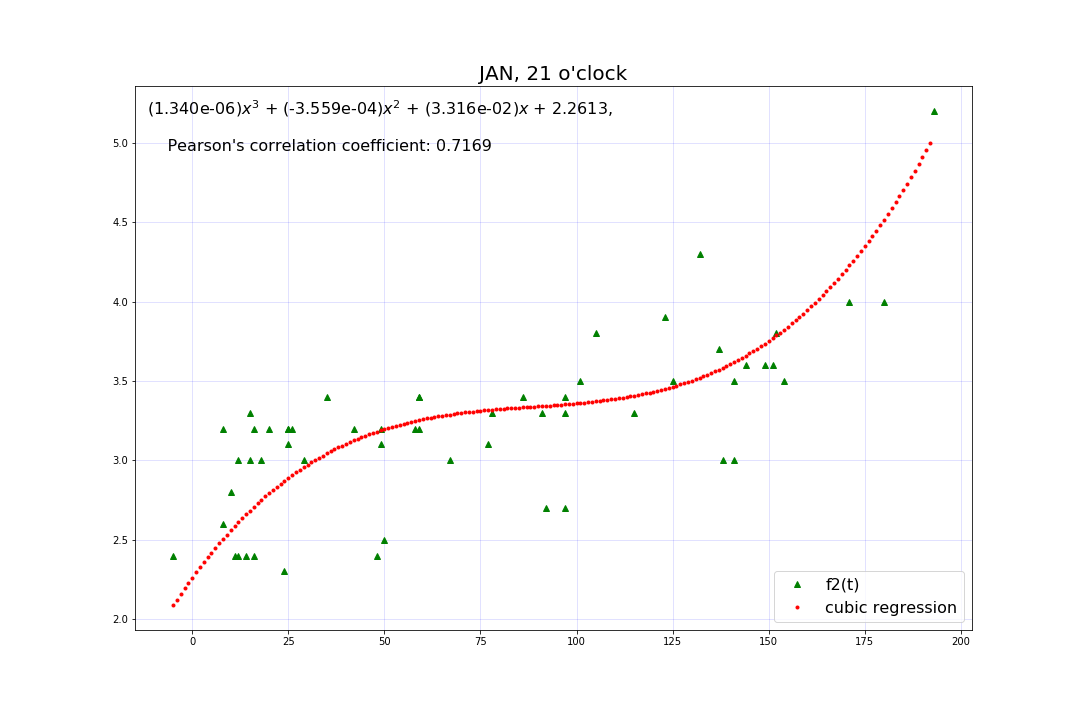 JAN, 21 o'clock
(1.340e-06)x³ + (-3.559e-04)x² + (3.316e-02)x + 2.2613,
Pearson's correlation coefficient: 0.7169
5.0
4.5
4.0
3.5
3.0
2.5
2.0
f2(t)
cubic regression
0 25 50 75 100 125 150 175 200